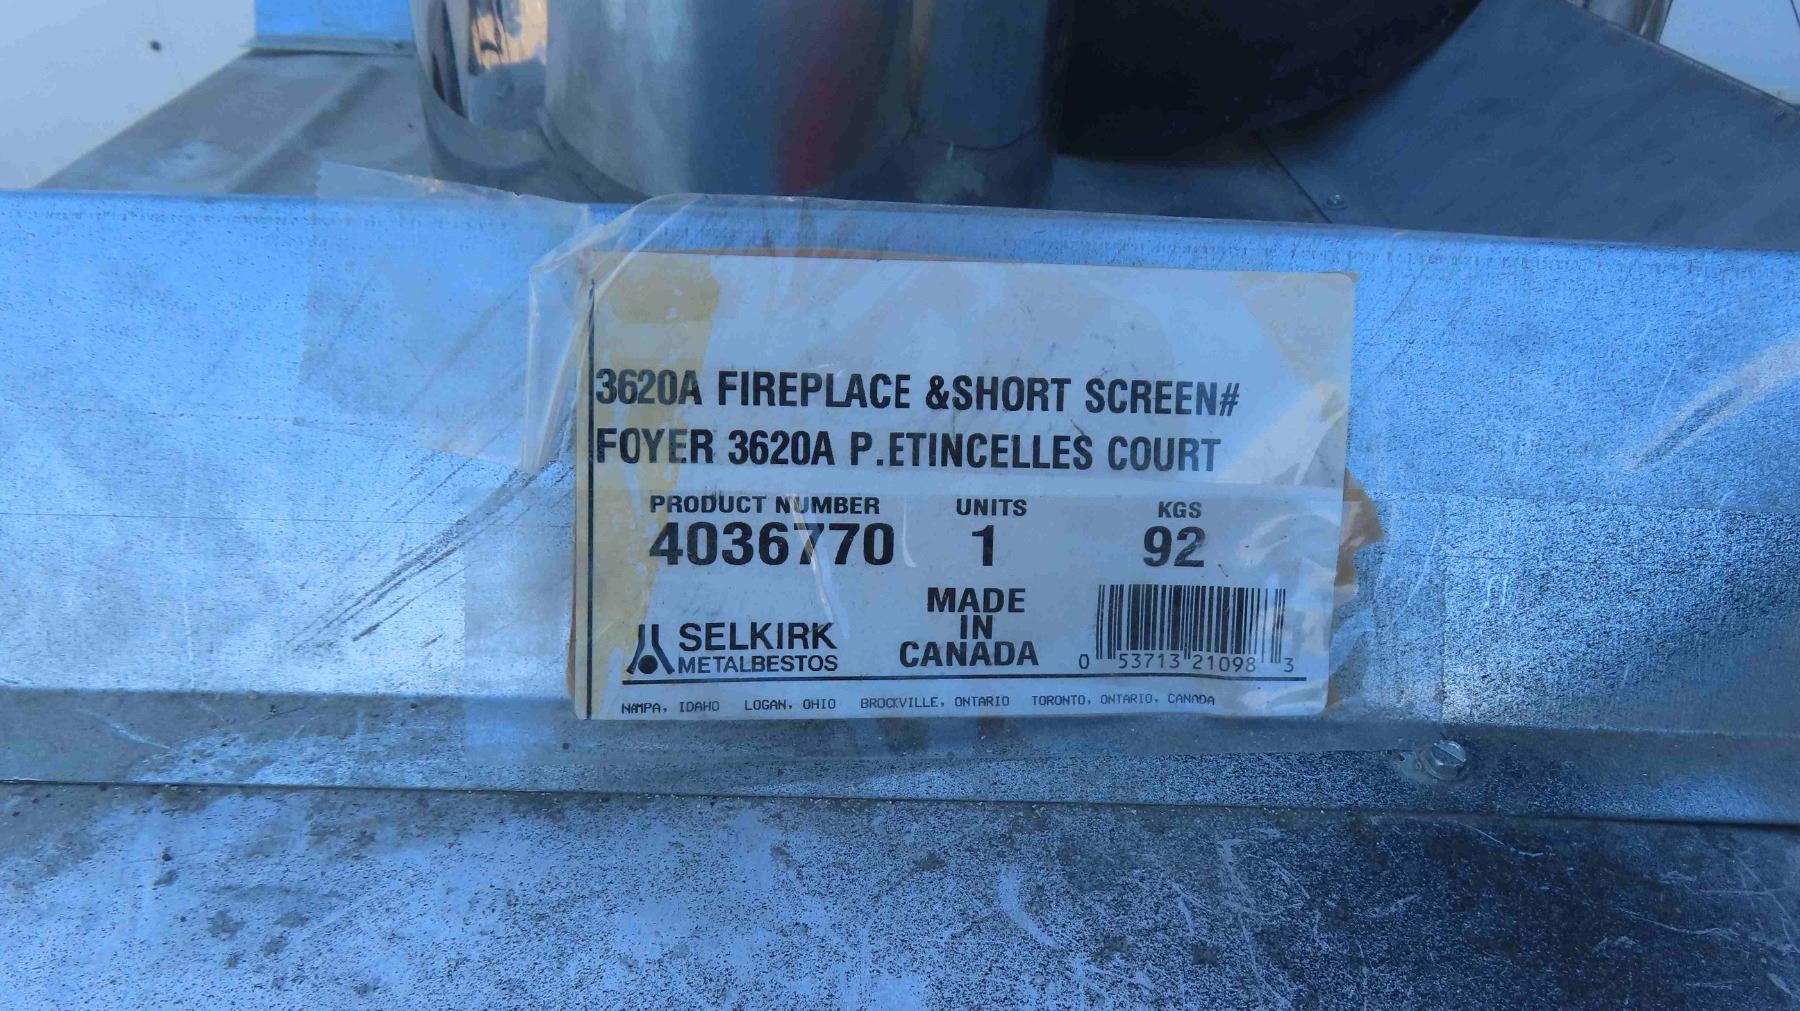 3620A FIREPLACE &SHORT SCREEN#
FOYER 3620A P.ETINCELLES COURT
PRODUCT NUMBER UNITS KGS
4036770 1 92
MADE
IN
CANADA
SELKIRK
METALBESTOS
0 53713 21098 3
NAMPA, IDAHO LOGAN, OHIO BROCKVILLE, ONTARIO TORONTO, ONTARIO, CANADA